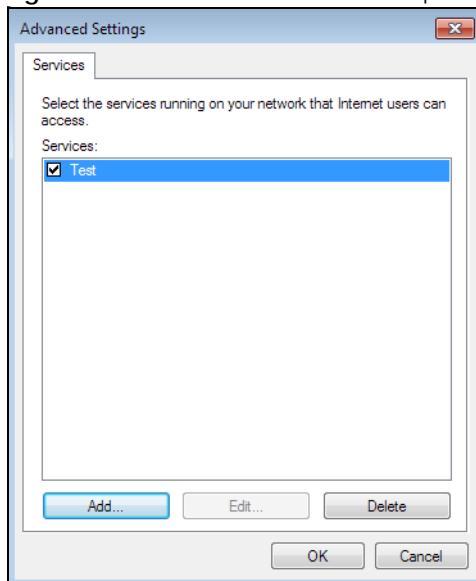 Advanced Settings
Services
Select the services running on your network that Internet users can
access.
Services:
Test
Add... Edit... Delete
OK Cancel